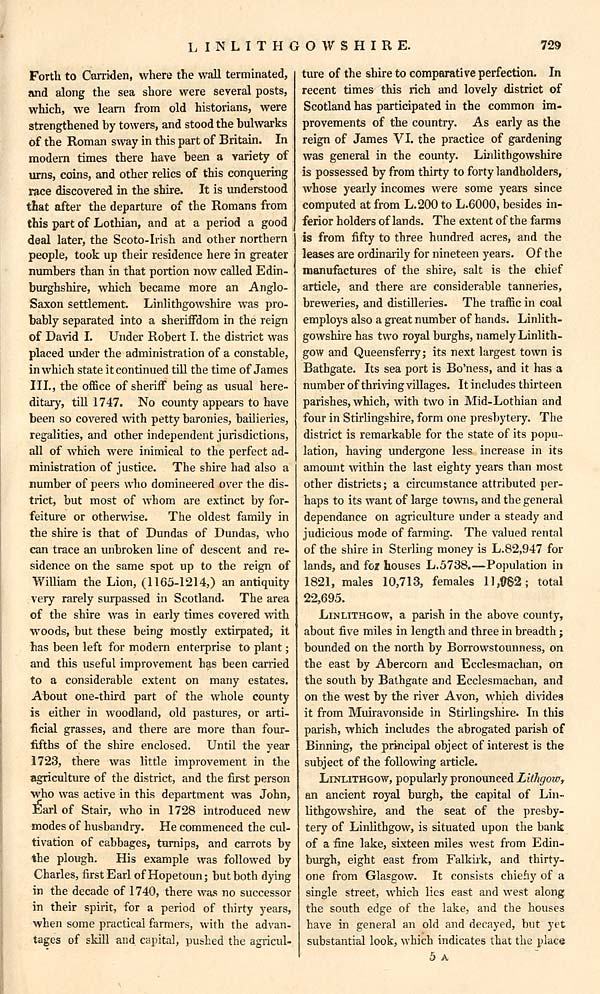 LINLITHGOWSHIRE.
729
Forth to Carriden, where the wall terminated,
and along the sea shore were several posts,
which, we learn from old historians, were
strengthened by towers, and stood the bulwarks
of the Roman sway in this part of Britain. In
modern times there have been a variety of
urns, coins, and other relics of this conquering
race discovered in the shire. It is understood
that after the departure of the Romans from
this part of Lothian, and at a period a good
deal later, the Scoto-Irish and other northern
people, took up their residence here in greater
numbers than in that portion now called Edin-
burghshire, which became more an Anglo-
Saxon settlement. Linlithgowshire was pro-
bably separated into a sheriffdom in the reign
of David I. Under Robert I. the district was
placed under the administration of a constable,
in which state it continued till the time of James
III., the office of sheriff being as usual here-
ditary, till 1747. No county appears to have
been so covered with petty baronies, bailieries,
regalities, and other independent jurisdictions,
all of which were inimical to the perfect ad-
ministration of justice. The shire had also a
number of peers who domineered over the dis-
trict, but most of whom are extinct by for-
feiture or otherwise. The oldest family in
the shire is that of Dundas of Dundas, who
can trace an unbroken line of descent and re-
sidence on the same spot up to the reign of
William the Lion, (1165-1214,) an antiquity
very rarely surpassed in Scotland. The area
of the shire was in early times covered with
woods, but these being mostly extirpated, it
has been left for modern enterprise to plant;
and this useful improvement has been carried
to a considerable extent on many estates.
About one-third part of the whole county
is either in woodland, old pastures, or arti-
ficial grasses, and there are more than four-
fifths of the shire enclosed. Until the year
1723, there was little improvement in the
agriculture of the district, and the first person
who was active in this department was John,
Earl of Stair, who in 1728 introduced new
modes of husbandry. He commenced the cul-
tivation of cabbages, turnips, and carrots by
the plough. His example was followed by
Charles, first Earl of Hopetoun; but both dying
in the decade of 1740, there was no successor
in their spirit, for a period of thirty years,
when some practical farmers, with the advan-
tages of skill and capital, pushed the agricul-
ture of the shire to comparative perfection. In
recent times this rich and lovely district of
Scotland has participated in the common im-
provements of the country. As early as the
reign of James VI. the practice of gardening
was general in the county. Linlithgowshire
is possessed by from thirty to forty landholders,
whose yearly incomes were some years since
computed at from L.200 to L.6000, besides in-
ferior holders of lands. The extent of the farms
is from fifty to three hundred acres, and the
leases are ordinarily for nineteen years. Of the
manufactures of the shire, salt is the chief
article, and there are considerable tanneries,
breweries, and distilleries. The traffic in coal
employs also a great number of hands. Linlith-
gowshire has two royal burghs, namely Linlith-
gow and Queensferry; its next largest town is
Bathgate. Its sea port is Bo'ness, and it has a
number of thriving villages. It includes thirteen
parishes, which, with two in Mid-Lothian and
four in Stirlingshire, form one presbytery. The
district is remarkable for the state of its popu-
lation, having undergone less increase in its
amount within the last eighty years than most
other districts; a circumstance attributed per-
haps to its want of large towns, and the general
dependance on agriculture under a steady and
judicious mode of farming. The valued rental
of the shire in Sterling money is L.82,947 for
lands, and for houses L.5738.—Population in
1821, males 10,713, females 11,982; total
22,695.
LINLITHGOW, a parish in the above county,
about five miles in length and three in breadth;
bounded on the north by Borrowstounness, on
the east by Abercorn and Ecclesmachan, on
the south by Bathgate and Ecclesmachan, and
on the west by the river Avon, which divides
it from Muiravonside in Stirlingshire. In this
parish, which includes the abrogated parish of
Binning, the principal object of interest is the
subject of the following article.
LINLITHGOW, popularly pronounced Lithgow,
an ancient royal burgh, the capital of Lin-
lithgowshire, and the seat of the presby-
tery of Linlithgow, is situated upon the bank
of a fine lake, sixteen miles west from Edin-
burgh, eight east from Falkirk, and thirty-
one from Glasgow. It consists chiefly of a
single street, which lies east and west along
the south edge of the lake, and the houses
have in general an old and decayed, but yet
substantial look, which indicates that the place
5 A